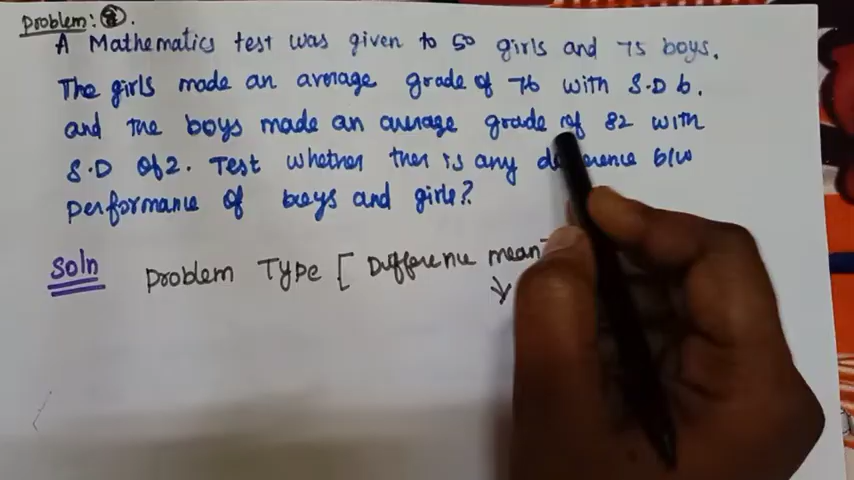 Problem: 8.
A Mathematics test was given to 50 girls and 75 boys.
The girls made an average grade of 76 with S.D 6.
and the boys made an average grade of 82 with
S.D of 2. Test whether ther is any difference b/w
performance of boys and girls?
Soln Problem Type [ Difference mean